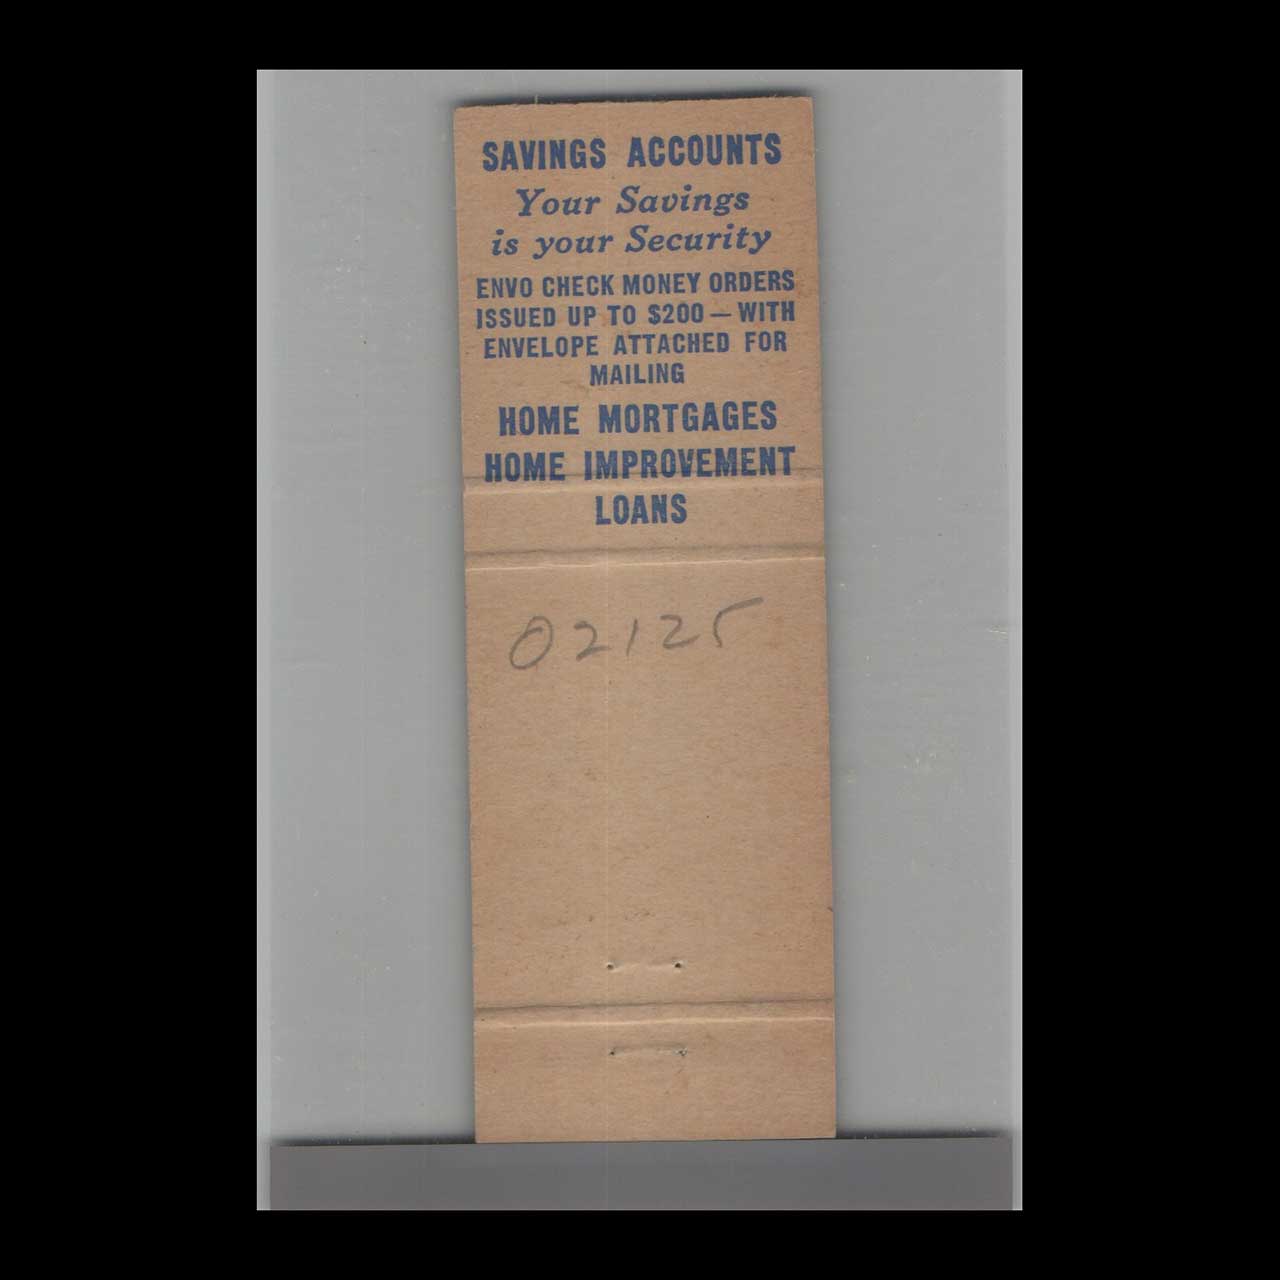 SAVINGS ACCOUNTS
Your Savings
is your Security
ENVO CHECK MONEY ORDERS
ISSUED UP TO $200 — WITH
ENVELOPE ATTACHED FOR
MAILING
HOME MORTGAGES
HOME IMPROVEMENT
LOANS
02125